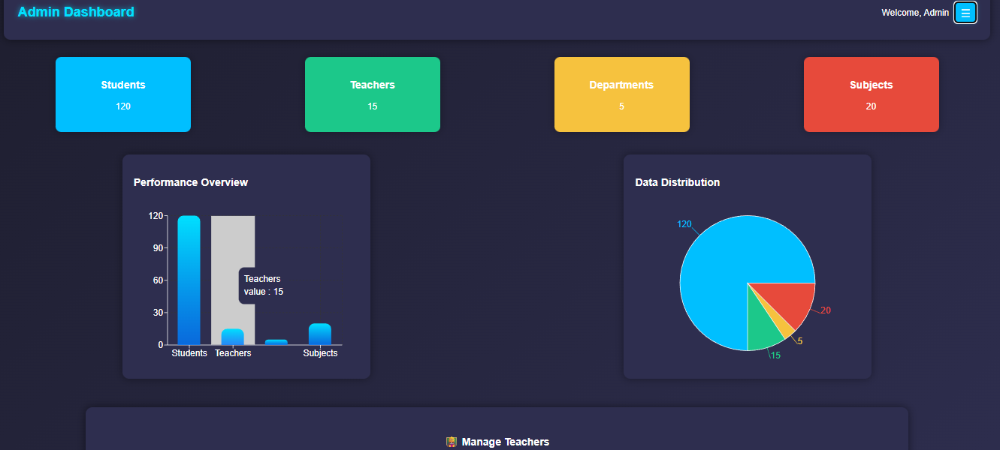 Admin Dashboard
Welcome, Admin ☰
Students
120
Teachers
15
Departments
5
Subjects
20
Performance Overview
120
90
60
30
0
Students
Teachers
Subjects
Teachers
value : 15
Data Distribution
120
20
5
15
Manage Teachers